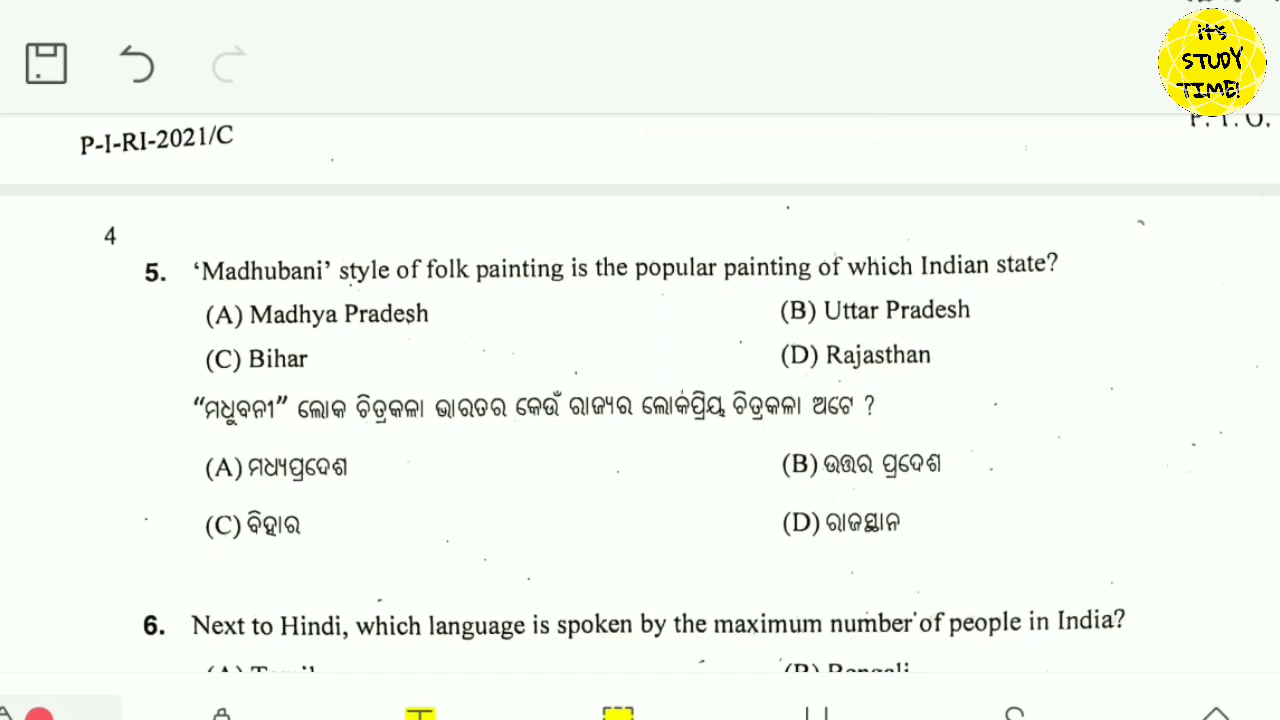 it's
STUDY
TIME!
P. T. O.
P-I-RI-2021/C
4
5. ‘Madhubani’ style of folk painting is the popular painting of which Indian state?
(A) Madhya Pradesh (B) Uttar Pradesh
(C) Bihar (D) Rajasthan
“ମଧୁବନୀ” ଲୋକ ଚିତ୍ରକଳା ଭାରତର କେଉଁ ରାଜ୍ୟର ଲୋକପ୍ରିୟ ଚିତ୍ରକଳା ଅଟେ ?
(A) ମଧ୍ୟପ୍ରଦେଶ (B) ଉତ୍ତର ପ୍ରଦେଶ
(C) ବିହାର (D) ରାଜସ୍ଥାନ
6. Next to Hindi, which language is spoken by the maximum number of people in India?
(A) Tamil (B) Bengali